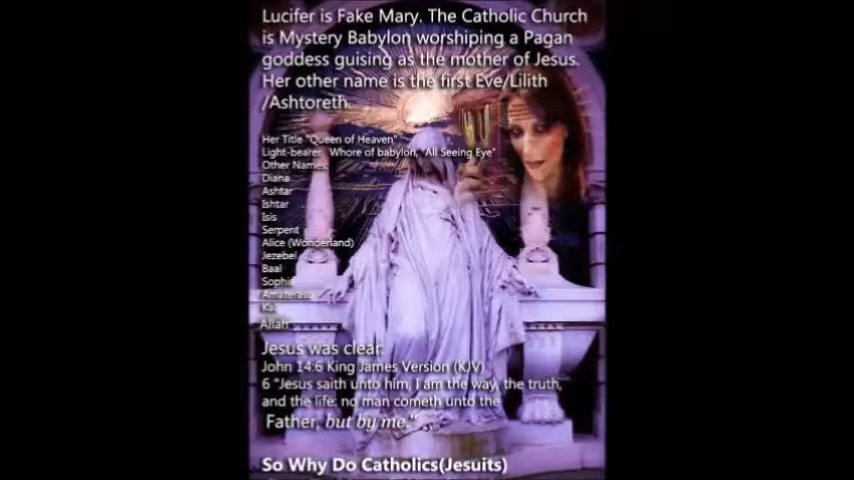 Lucifer is Fake Mary. The Catholic Church
is Mystery Babylon worshiping a Pagan
goddess guising as the mother of Jesus.
Her other name is the first Eve/Lilith
/Ashtoreth.
Her Title "Queen of Heaven"
Light-bearer, Whore of babylon, "All Seeing Eye"
Other Names
Diana
Ashtar
Ishtar
Isis
Serpent
Alice (Wonderland)
Jezebel
Baal
Sophia
Amaterasu
Allah
Jesus was clear.
John 14:6 King James Version (KJV)
6 "Jesus saith unto him, I am the way, the truth,
and the life: no man cometh unto the
Father, but by me."
So Why Do Catholics(Jesuits)